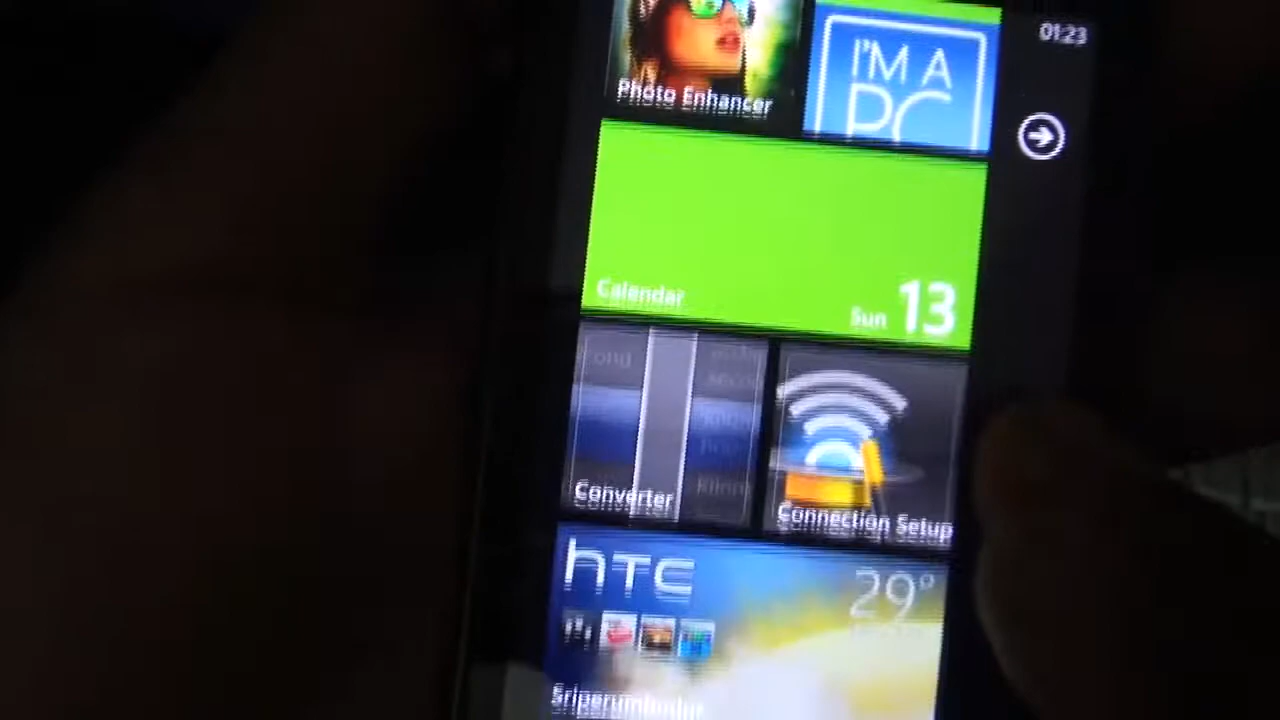 01:23
Photo Enhancer
I'M A
PC
Calendar
Sun 13
Converter
Connection Setup
htc
29°